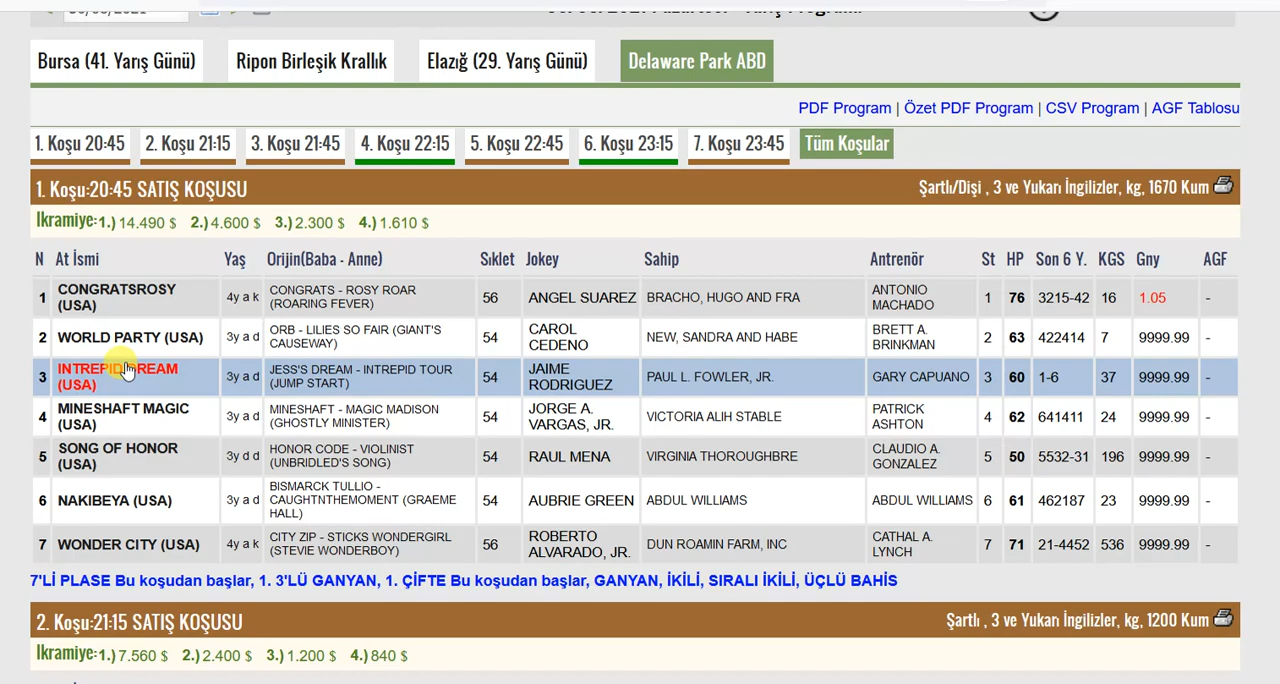 Bursa (41. Yarış Günü) Ripon Birleşik Krallık Elazığ (29. Yarış Günü) Delaware Park ABD
PDF Program | Özet PDF Program | CSV Program | AGF Tablosu
1. Koşu 20:45 2. Koşu 21:15 3. Koşu 21:45 4. Koşu 22:15 5. Koşu 22:45 6. Koşu 23:15 7. Koşu 23:45 Tüm Koşular
1. Koşu:20:45 SATIŞ KOŞUSU Şartlı/Dişi , 3 ve Yukarı İngilizler, kg, 1670 Kum
İkramiye: 1.) 14.490 $ 2.) 4.600 $ 3.) 2.300 $ 4.) 1.610 $
N At İsmi Yaş Orijin(Baba - Anne) Sıklet Jokey Sahip Antrenör St HP Son 6 Y. KGS Gny AGF
1 CONGRATSROSY (USA) 4y a k CONGRATS - ROSY ROAR (ROARING FEVER) 56 ANGEL SUAREZ BRACHO, HUGO AND FRA ANTONIO MACHADO 1 76 3215-42 16 1.05 -
2 WORLD PARTY (USA) 3y a d ORB - LILIES SO FAIR (GIANT'S CAUSEWAY) 54 CAROL CEDENO NEW, SANDRA AND HABE BRETT A. BRINKMAN 2 63 422414 7 9999.99 -
3 INTREPID DREAM (USA) 3y a d JESS'S DREAM - INTREPID TOUR (JUMP START) 54 JAIME RODRIGUEZ PAUL L. FOWLER, JR. GARY CAPUANO 3 60 1-6 37 9999.99 -
4 MINESHAFT MAGIC (USA) 3y a d MINESHAFT - MAGIC MADISON (GHOSTLY MINISTER) 54 JORGE A. VARGAS, JR. VICTORIA ALIH STABLE PATRICK ASHTON 4 62 641411 24 9999.99 -
5 SONG OF HONOR (USA) 3y d d HONOR CODE - VIOLINIST (UNBRIDLED'S SONG) 54 RAUL MENA VIRGINIA THOROUGHBRE CLAUDIO A. GONZALEZ 5 50 5532-31 196 9999.99 -
6 NAKIBEYA (USA) 3y a d BISMARCK TULLIO - CAUGHTNTHEMOMENT (GRAEME HALL) 54 AUBRIE GREEN ABDUL WILLIAMS ABDUL WILLIAMS 6 61 462187 23 9999.99 -
7 WONDER CITY (USA) 4y a k CITY ZIP - STICKS WONDERGIRL (STEVIE WONDERBOY) 56 ROBERTO ALVARADO, JR. DUN ROAMIN FARM, INC CATHAL A. LYNCH 7 71 21-4452 536 9999.99 -
7'Lİ PLASE Bu koşudan başlar, 1. 3'LÜ GANYAN, 1. ÇİFTE Bu koşudan başlar, GANYAN, İKİLİ, SIRALI İKİLİ, ÜÇLÜ BAHİS
2. Koşu:21:15 SATIŞ KOŞUSU Şartlı , 3 ve Yukarı İngilizler, kg, 1200 Kum
İkramiye: 1.) 7.560 $ 2.) 2.400 $ 3.) 1.200 $ 4.) 840 $